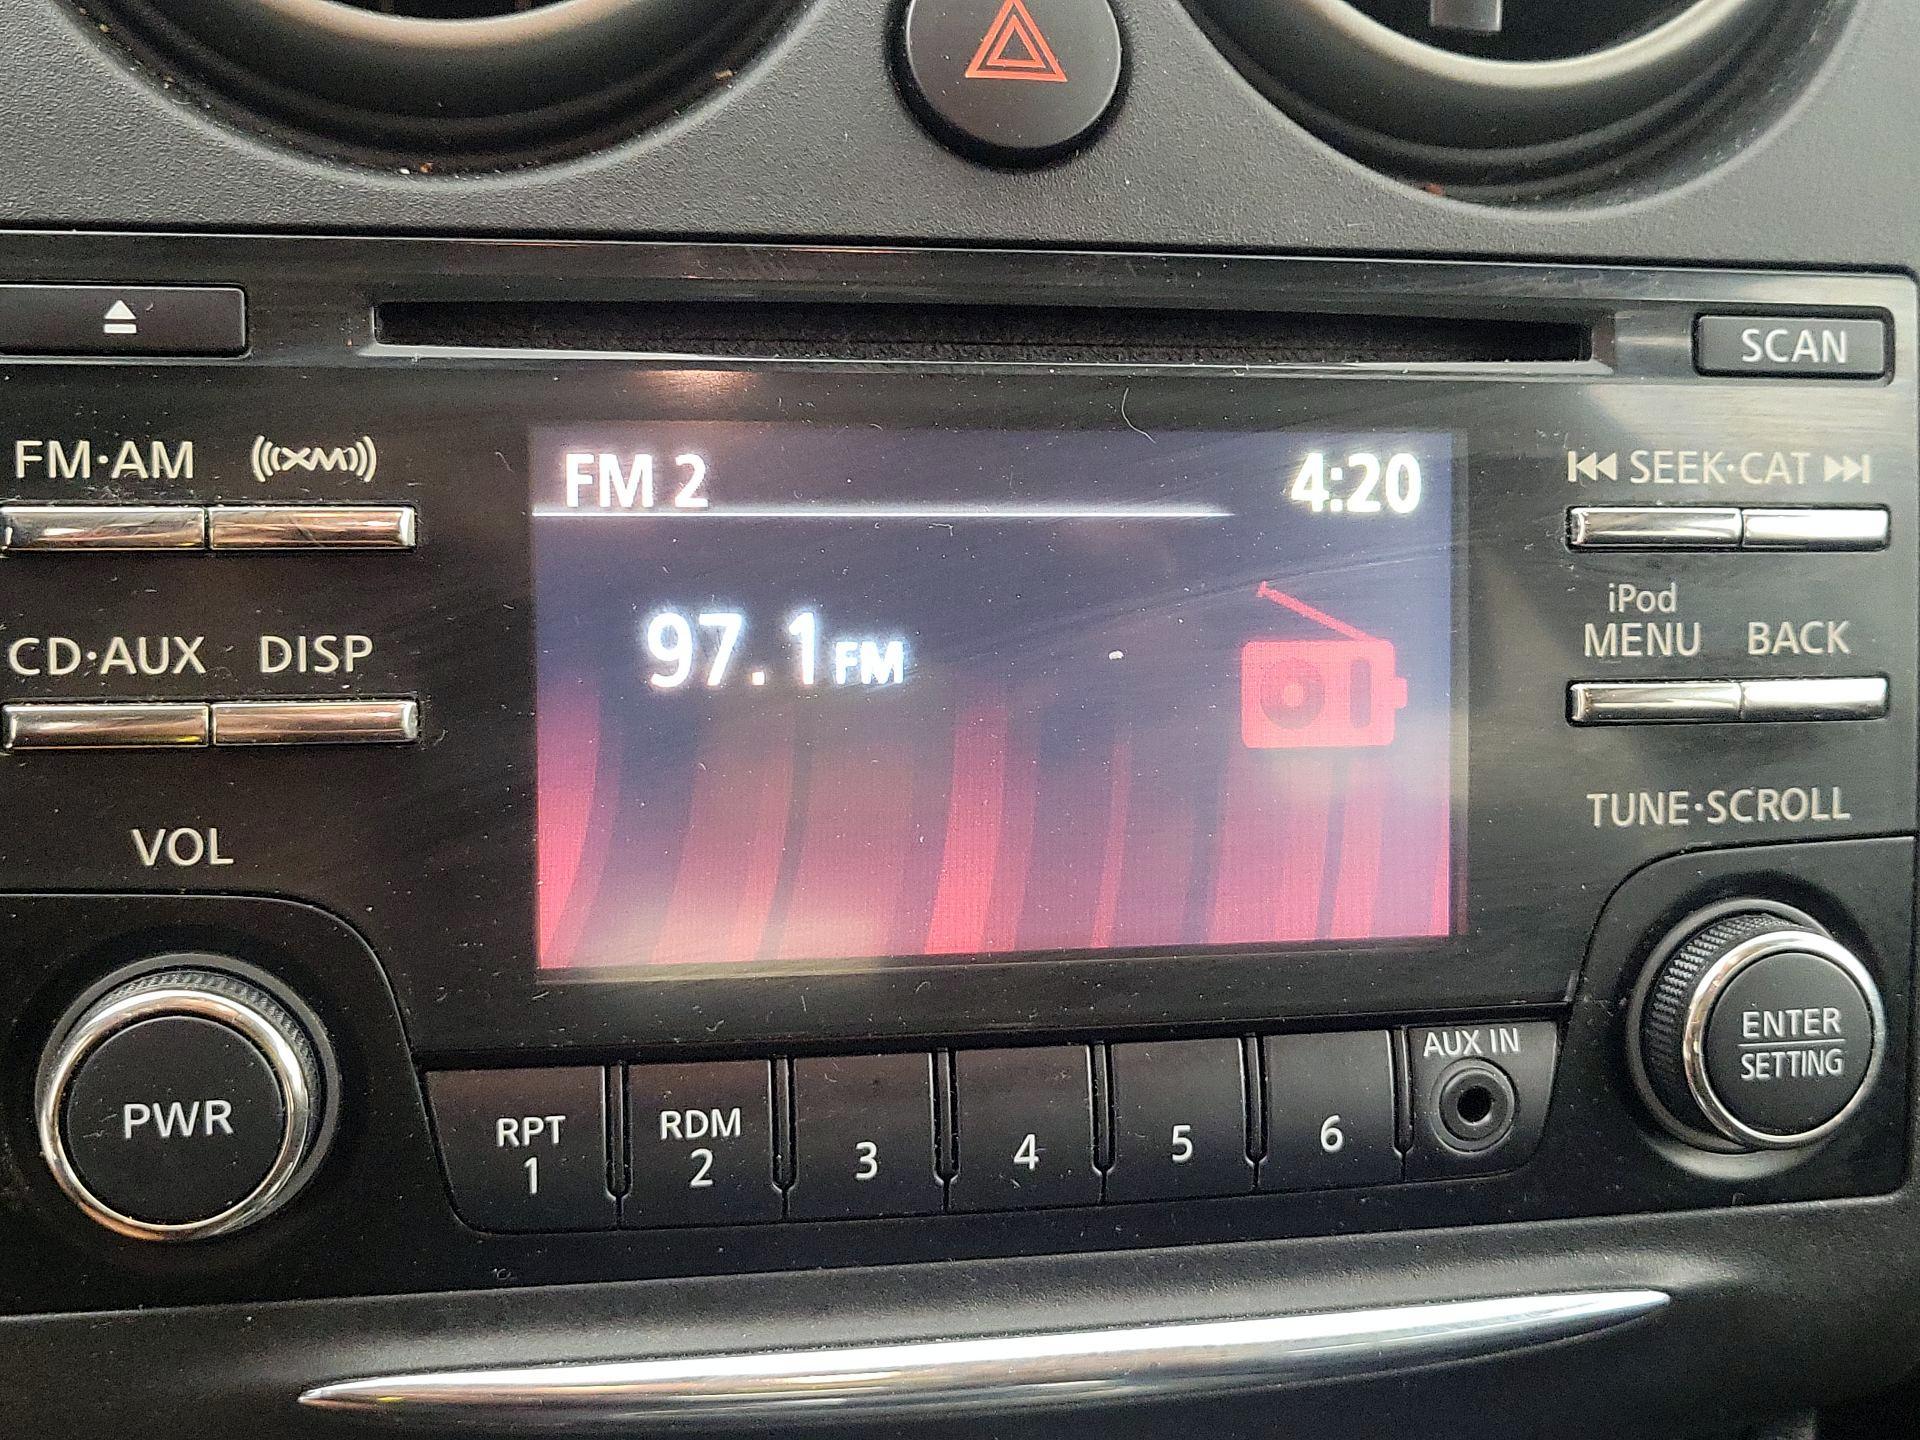 SCAN
FM·AM
XM
FM 2
4:20
SEEK·CAT
97.1FM
iPod
MENU
BACK
CD·AUX
DISP
VOL
TUNE·SCROLL
PWR
RPT
1
RDM
2
3
4
5
6
AUX IN
ENTER
SETTING